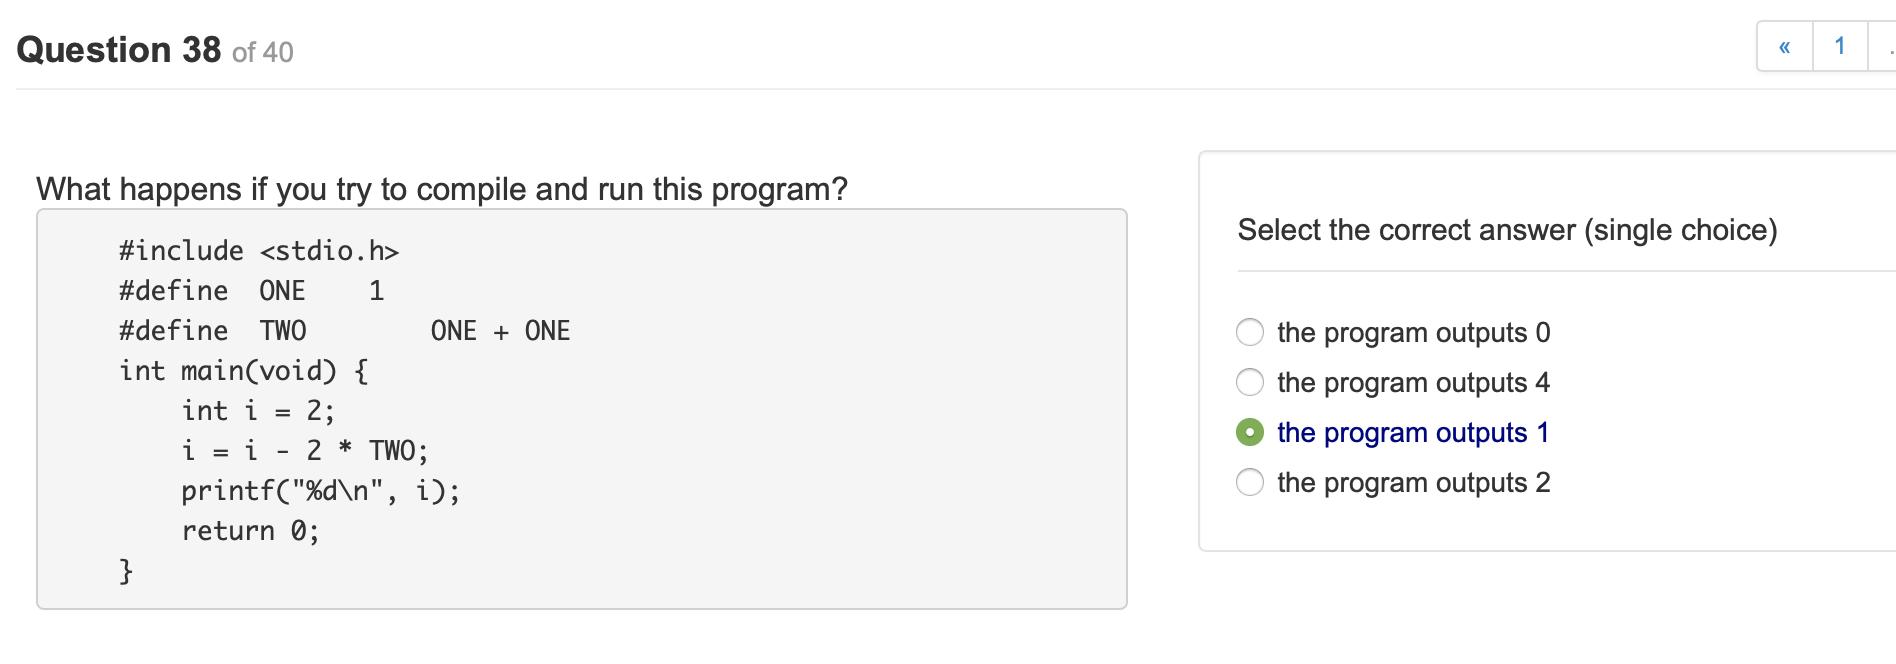 Question 38 of 40
« 1 .
What happens if you try to compile and run this program?
#include <stdio.h>
#define  ONE    1
#define  TWO        ONE + ONE
int main(void) {
    int i = 2;
    i = i - 2 * TWO;
    printf("%d\n", i);
    return 0;
}
Select the correct answer (single choice)
the program outputs 0
the program outputs 4
the program outputs 1
the program outputs 2